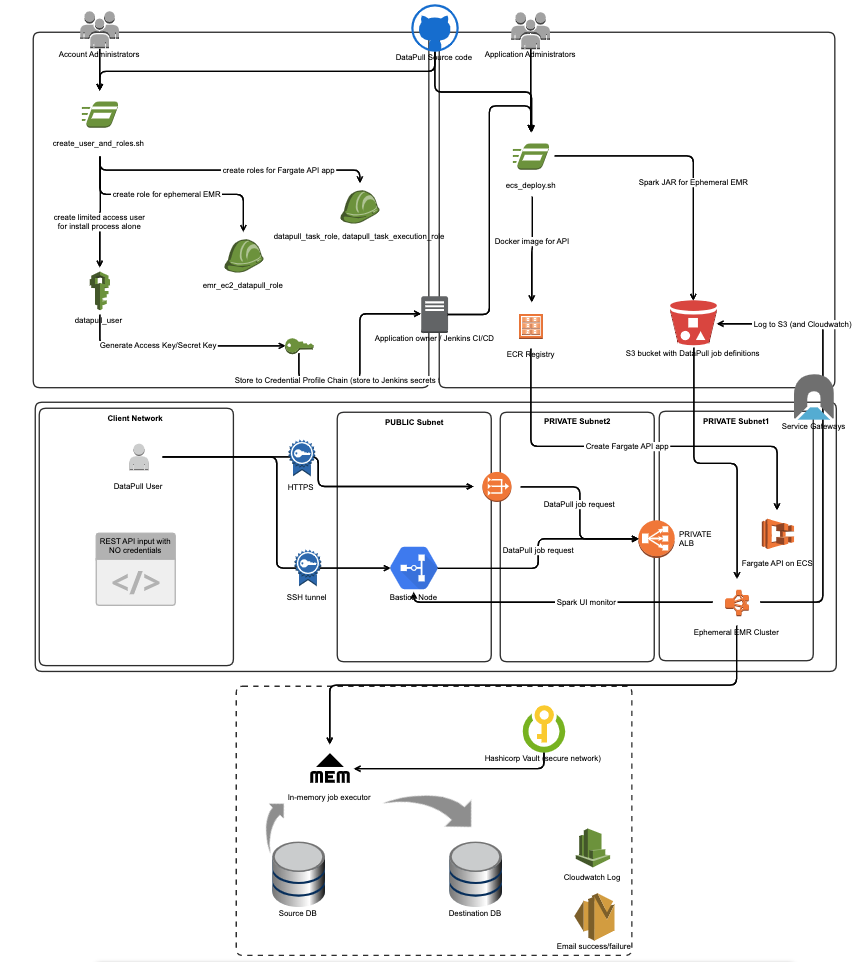 Account Administrators
DataPull Source code
Application Administrators
create_user_and_roles.sh
create roles for Fargate API app
ecs_deploy.sh
Spark JAR for Ephemeral EMR
create role for ephemeral EMR
create limited access user
for install process alone
datapull_task_role, datapull_task_execution_role
Docker image for API
emr_ec2_datapull_role
datapull_user
Generate Access Key/Secret Key
Application owner / Jenkins CI/CD
Log to S3 (and Cloudwatch)
ECR Registry
S3 bucket with DataPull job definitions
Store to Credential Profile Chain (store to Jenkins secrets
Client Network
PUBLIC Subnet
PRIVATE Subnet2
PRIVATE Subnet1
Service Gateways
Create Fargate API app
DataPull User
HTTPS
DataPull job request
REST API input with
NO credentials
</>
PRIVATE
ALB
DataPull job request
Fargate API on ECS
SSH tunnel
Bastion Node
Spark UI monitor
Ephemeral EMR Cluster
Hashicorp Vault (secure network)
MEM
In-memory job executor
Cloudwatch Log
Source DB
Destination DB
Email success/failure